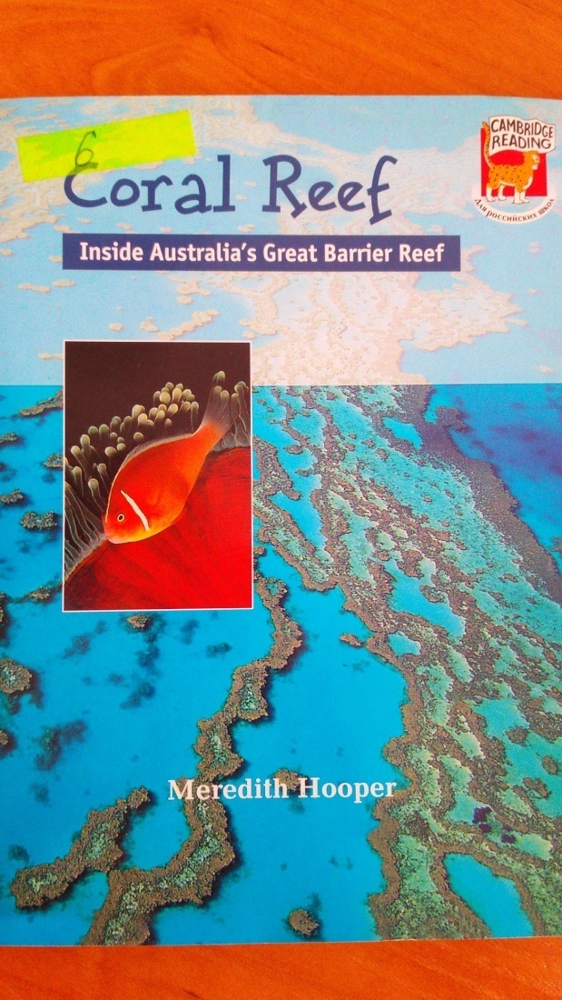 6
Coral Reef
CAMBRIDGE
READING
Для российских школ
Inside Australia's Great Barrier Reef
Meredith Hooper